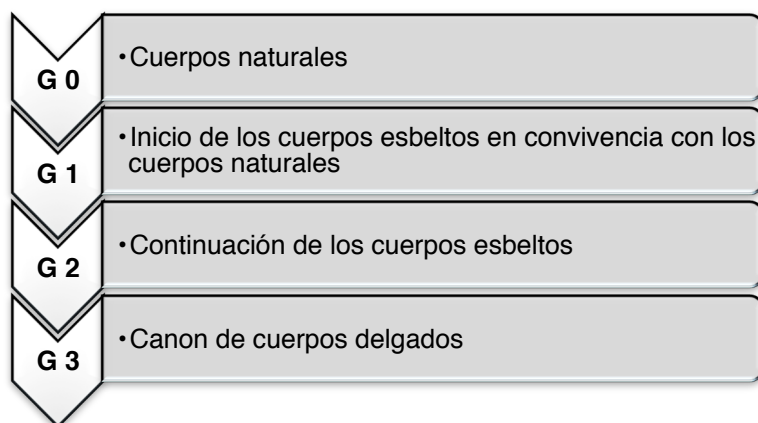 G 0
•Cuerpos naturales
G 1
•Inicio de los cuerpos esbeltos en convivencia con los
cuerpos naturales
G 2
•Continuación de los cuerpos esbeltos
G 3
•Canon de cuerpos delgados